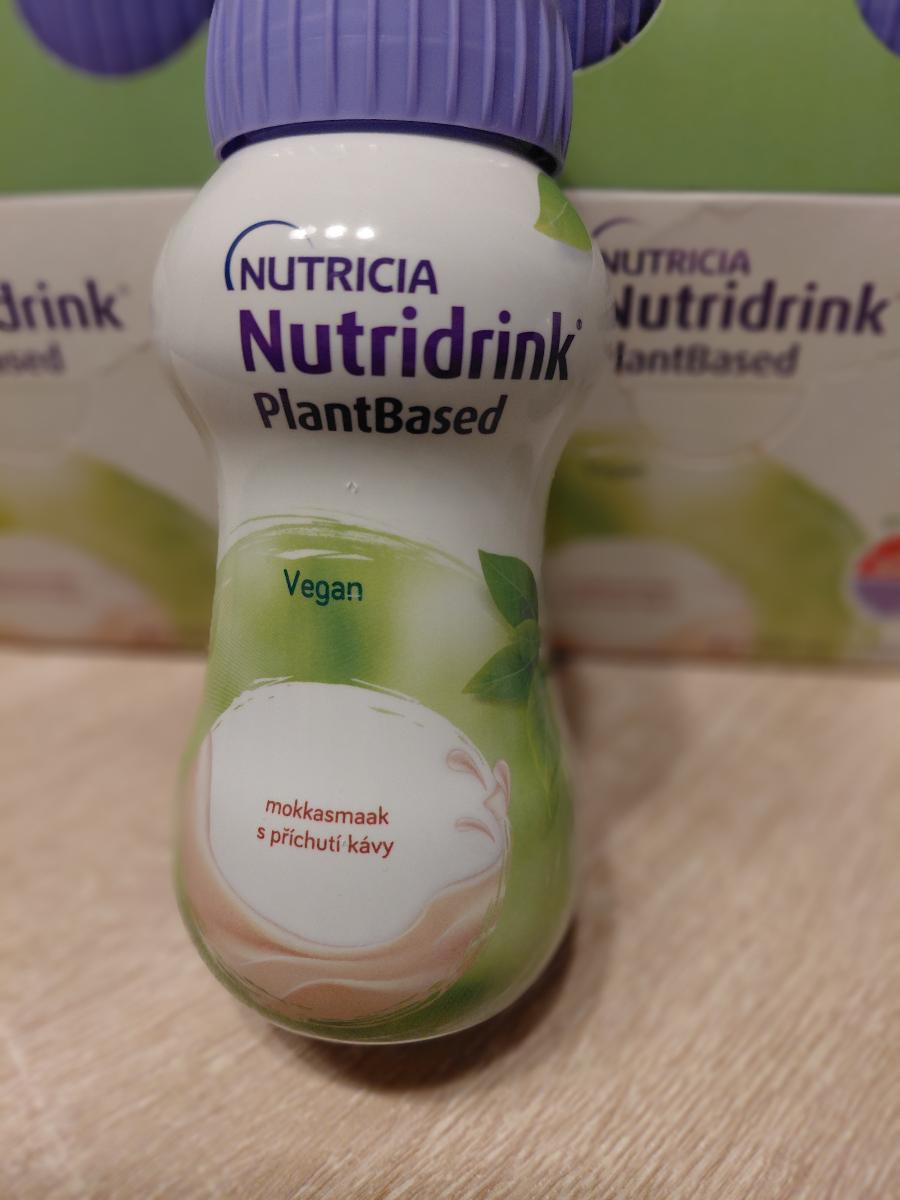 NUTRICIA
Nutridrink
PlantBased
Vegan
mokkasmaak
s příchutí kávy
NUTRICIA
Nutridrink
PlantBased